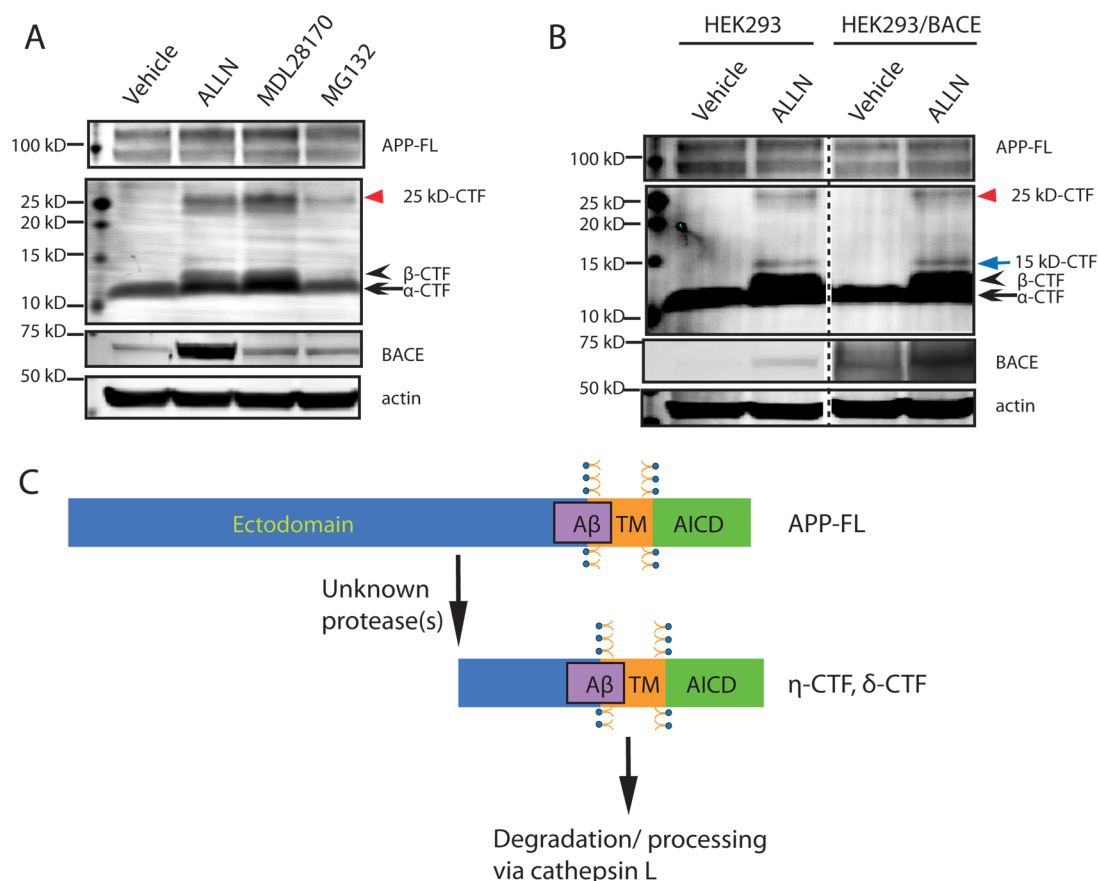 A
Vehicle
ALLN
MDL28170
MG132
100 kD
APP-FL
25 kD
25 kD-CTF
20 kD
15 kD
β-CTF
α-CTF
10 kD
75 kD
BACE
50 kD
actin
B
HEK293
HEK293/BACE
Vehicle
ALLN
Vehicle
ALLN
100 kD
APP-FL
25 kD
25 kD-CTF
20 kD
15 kD
15 kD-CTF
β-CTF
α-CTF
10 kD
75 kD
BACE
50 kD
actin
C
Ectodomain
Aβ
TM
AICD
APP-FL
Unknown
protease(s)
Aβ
TM
AICD
η-CTF, δ-CTF
Degradation/ processing
via cathepsin L